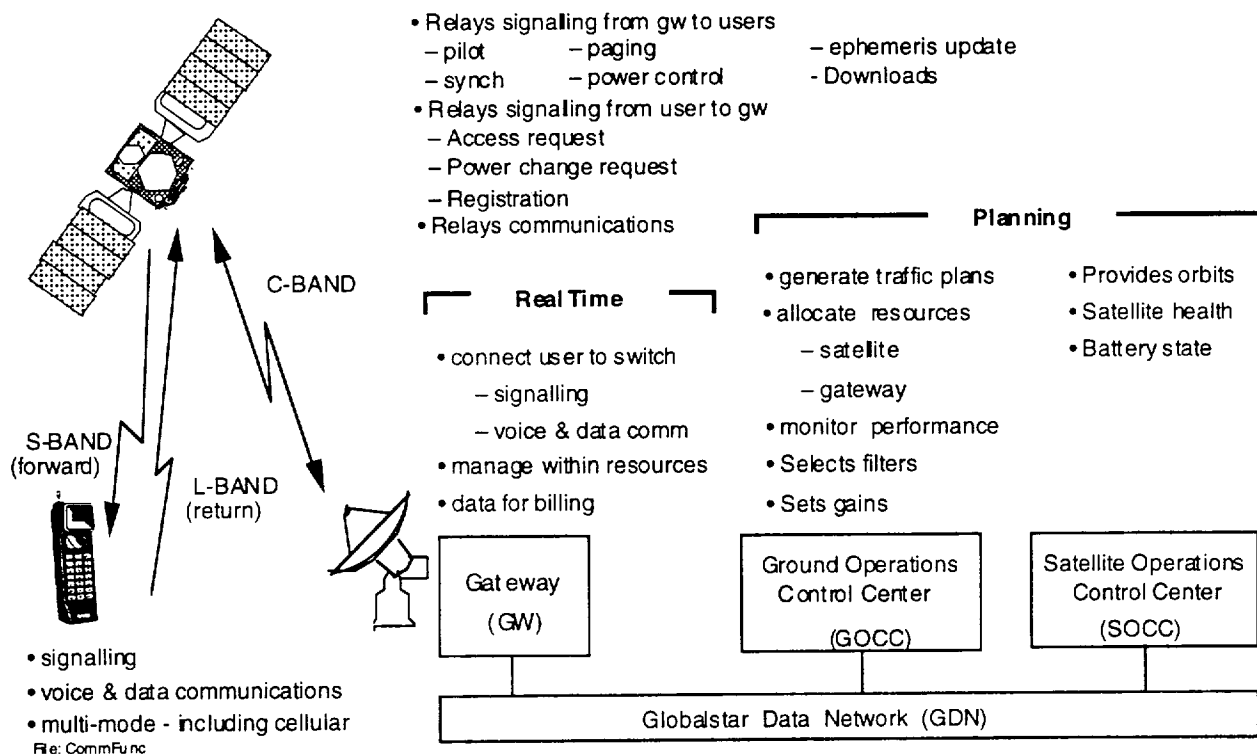 • Relays signalling from gw to users
– pilot – paging – ephemeris update
– synch – power control - Downloads
• Relays signalling from user to gw
– Access request
– Power change request
– Registration
• Relays communications
C-BAND
S-BAND
(forward)
L-BAND
(return)
• signalling
• voice & data communications
• multi-mode - including cellular
File: CommFunc
Real Time
• connect user to switch
– signalling
– voice & data comm
• manage within resources
• data for billing
Planning
• generate traffic plans
• allocate resources
– satellite
– gateway
• monitor performance
• Selects filters
• Sets gains
• Provides orbits
• Satellite health
• Battery state
Gateway
(GW)
Ground Operations
Control Center
(GOCC)
Satellite Operations
Control Center
(SOCC)
Globalstar Data Network (GDN)